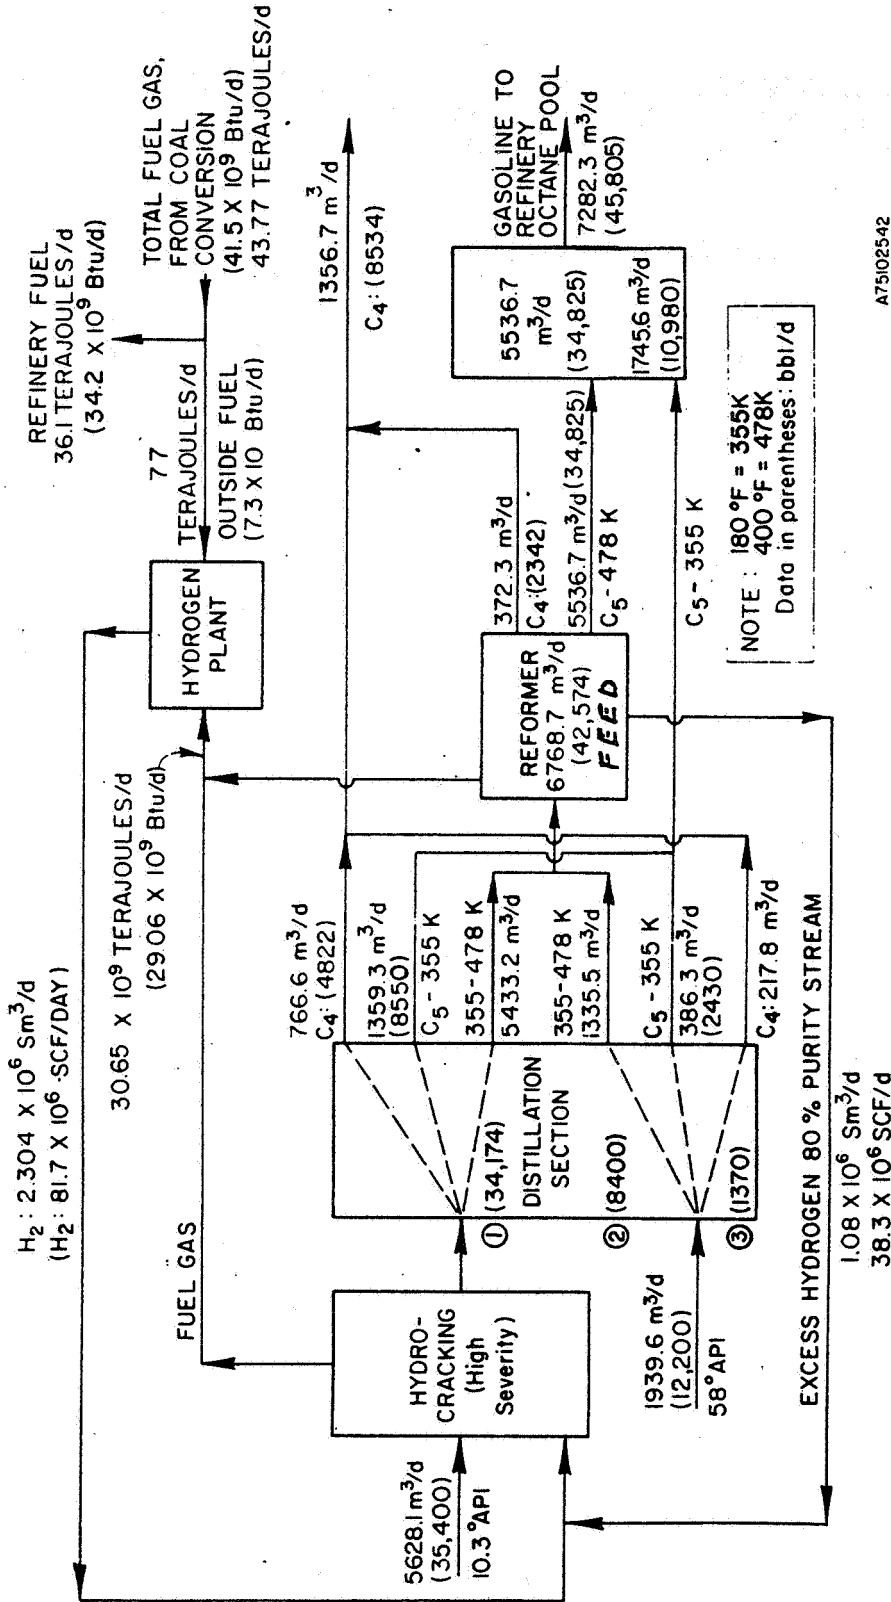 H₂: 2.304 X 10⁶ Sm³/d
(H₂: 81.7 X 10⁶ SCF/DAY)
30.65 X 10⁹ TERAJOULES/d
(29.06 X 10⁹ Btu/d)
FUEL GAS
HYDROGEN
PLANT
REFINERY FUEL
36.1 TERAJOULES/d
(34.2 X 10⁹ Btu/d)
77
TERAJOULES/d
OUTSIDE FUEL
(7.3 X 10 Btu/d)
TOTAL FUEL GAS,
FROM COAL
CONVERSION
(41.5 X 10⁹ Btu/d)
43.77 TERAJOULES/d
5628.1 m³/d
(35,400)
10.3°API
HYDRO-
CRACKING
(High
Severity)
1939.6 m³/d
(12,200)
58°API
① (34,174)
DISTILLATION
SECTION
② (8400)
③ (1370)
766.6 m³/d
C₄: (4822)
1359.3 m³/d
(8550)
C₅-355 K
355-478 K
5433.2 m³/d
355-478 K
1335.5 m³/d
C₅-355 K
386.3 m³/d
(2430)
C₄: 217.8 m³/d
REFORMER
6768.7 m³/d
(42,574)
FEED
372.3 m³/d
C₄:(2342)
5536.7 m³/d (34,825)
C₅-478 K
C₅-355 K
1356.7 m³/d
C₄: (8534)
5536.7
m³/d
(34,825)
1745.6 m³/d
(10,980)
GASOLINE TO
REFINERY
OCTANE POOL
7282.3 m³/d
(45,805)
NOTE : 180°F = 355K
400°F = 478K
Data in parentheses: bbl/d
EXCESS HYDROGEN 80 % PURITY STREAM
1.08 X 10⁶ Sm³/d
38.3 X 10⁶ SCF/d
A75102542